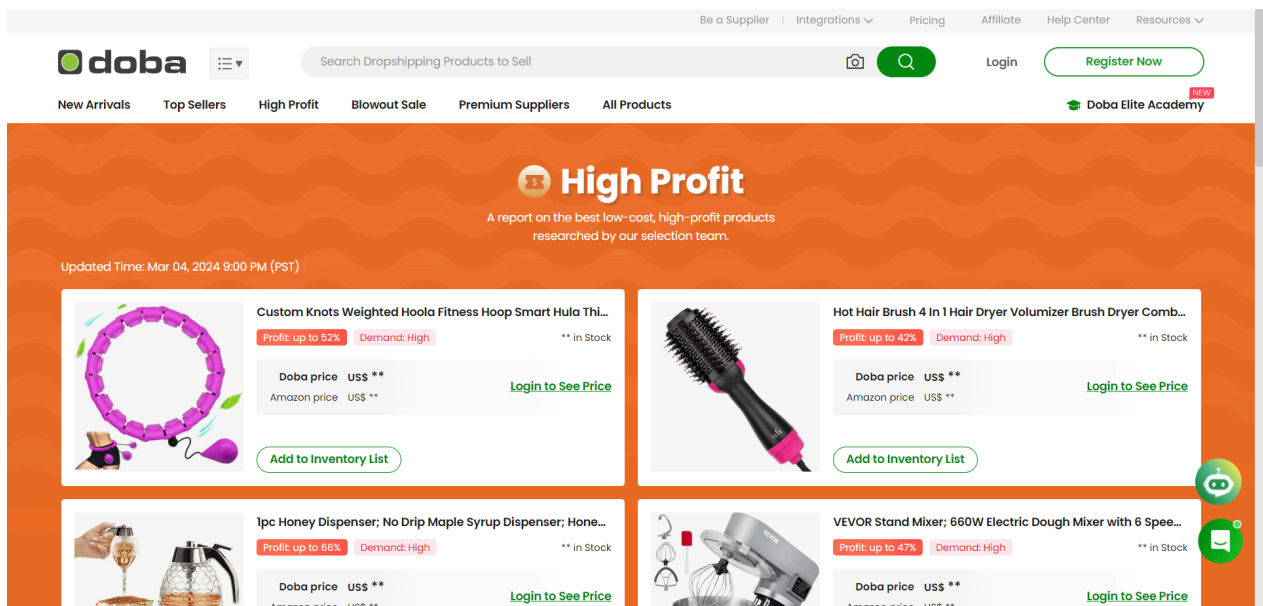 Be a Supplier | Integrations Pricing Affiliate Help Center Resources
doba
Search Dropshipping Products to Sell
Login
Register Now
New Arrivals Top Sellers High Profit Blowout Sale Premium Suppliers All Products
NEW
Doba Elite Academy
High Profit
A report on the best low-cost, high-profit products
researched by our selection team.
Updated Time: Mar 04, 2024 9:00 PM (PST)
Custom Knots Weighted Hoola Fitness Hoop Smart Hula Thi...
Profit: up to 52% Demand: High ** in Stock
Doba price US$ **
Amazon price US$ **
Login to See Price
Add to Inventory List
Hot Hair Brush 4 In 1 Hair Dryer Volumizer Brush Dryer Comb...
Profit: up to 42% Demand: High ** in Stock
Doba price US$ **
Amazon price US$ **
Login to See Price
Add to Inventory List
1pc Honey Dispenser; No Drip Maple Syrup Dispenser; Hone...
Profit: up to 66% Demand: High ** in Stock
Doba price US$ **
Amazon price US$ **
Login to See Price
VEVOR Stand Mixer; 660W Electric Dough Mixer with 6 Spee...
Profit: up to 47% Demand: High ** in Stock
VEVOR
Doba price US$ **
Amazon price US$ **
Login to See Price